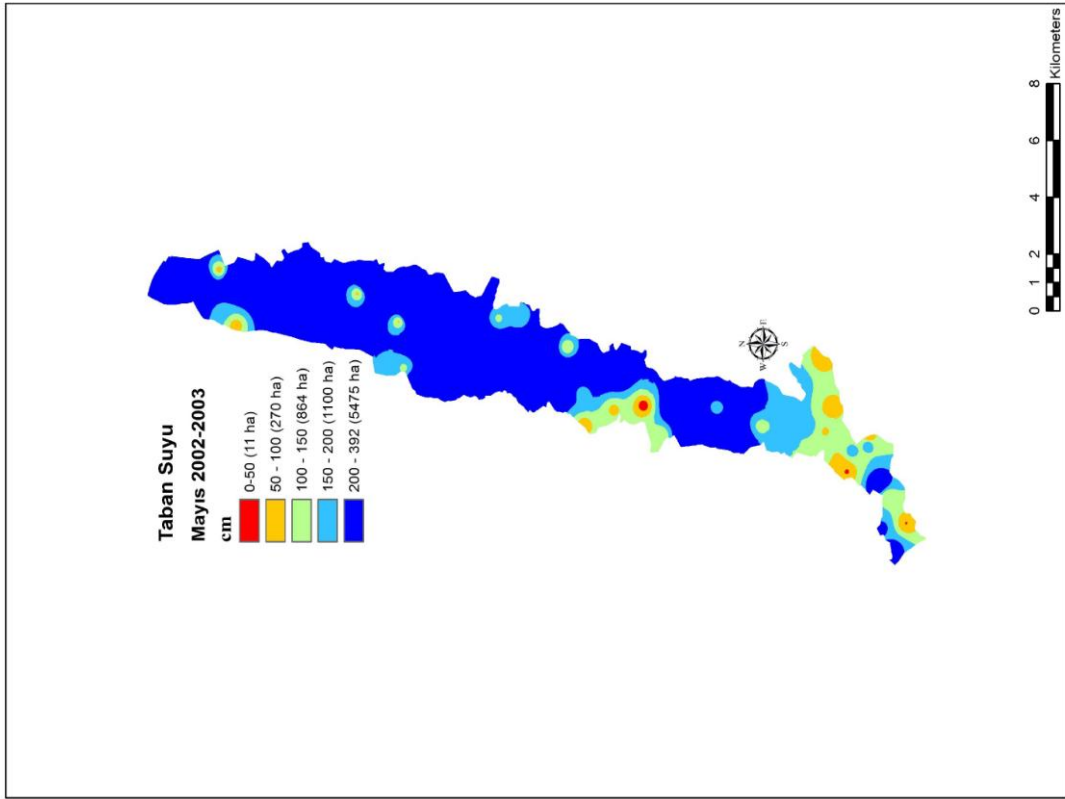 Taban Suyu
Mayıs 2002-2003
cm
0-50 (11 ha)
50 - 100 (270 ha)
100 - 150 (864 ha)
150 - 200 (1100 ha)
200 - 392 (5475 ha)
N
W
E
S
0 1 2 4 6 8
Kilometers